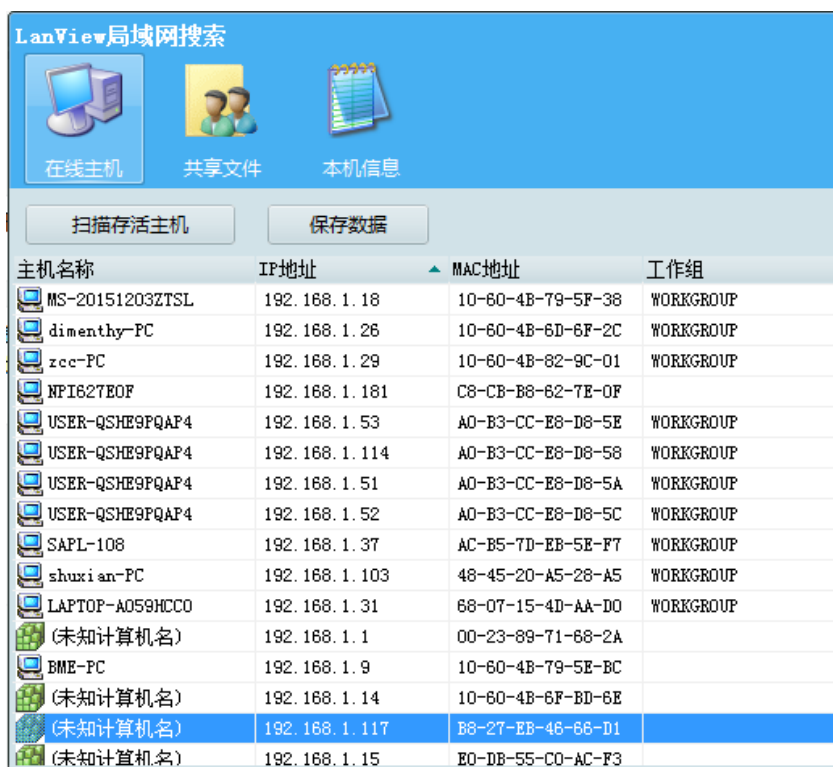 LanView局域网搜索
在线主机 共享文件 本机信息
扫描存活主机 保存数据
主机名称 IP地址 MAC地址 工作组
MS-20151203ZTSL 192.168.1.18 10-60-4B-79-5F-38 WORKGROUP
dimenthy-PC 192.168.1.26 10-60-4B-6D-6F-2C WORKGROUP
zcc-PC 192.168.1.29 10-60-4B-82-9C-01 WORKGROUP
NPI627E0F 192.168.1.181 C8-CB-B8-62-7E-0F
USER-QSHE9PQAP4 192.168.1.53 A0-B3-CC-E8-D8-5E WORKGROUP
USER-QSHE9PQAP4 192.168.1.114 A0-B3-CC-E8-D8-58 WORKGROUP
USER-QSHE9PQAP4 192.168.1.51 A0-B3-CC-E8-D8-5A WORKGROUP
USER-QSHE9PQAP4 192.168.1.52 A0-B3-CC-E8-D8-5C WORKGROUP
SAPL-108 192.168.1.37 AC-B5-7D-EB-5E-F7 WORKGROUP
shuxian-PC 192.168.1.103 48-45-20-A5-28-A5 WORKGROUP
LAPTOP-AO59HCCO 192.168.1.31 68-07-15-4D-AA-D0 WORKGROUP
(未知计算机名) 192.168.1.1 00-23-89-71-68-2A
BME-PC 192.168.1.9 10-60-4B-79-5E-BC
(未知计算机名) 192.168.1.14 10-60-4B-6F-BD-6E
(未知计算机名) 192.168.1.117 B8-27-EB-46-66-D1
(未知计算机名) 192.168.1.15 E0-DB-55-C0-AC-F3